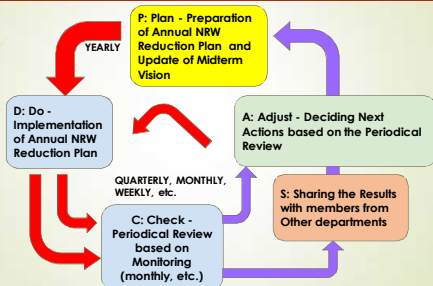 P: Plan - Preparation
of Annual NRW
Reduction Plan and
Update of Midterm
Vision
YEARLY
D: Do -
Implementation
of Annual NRW
Reduction Plan
A: Adjust - Deciding Next
Actions based on the Periodical
Review
QUARTERLY, MONTHLY,
WEEKLY, etc.
S: Sharing the Results
with members from
Other departments
C: Check -
Periodical Review
based on
Monitoring
(monthly, etc.)